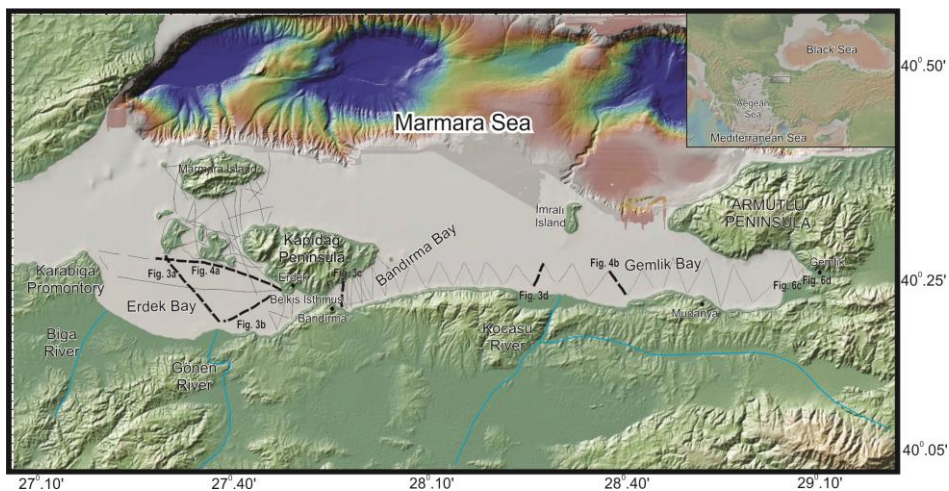 Black Sea
Aegean
Sea
Mediterranean Sea
40°.50'
Marmara Sea
Marmara Island
İmralı
Island
ARMUTLU
PENINSULA
Kapıdağ
Peninsula
Bandırma Bay
Gemlik Bay
Gemlik
Karabiga
Promontory
Fig. 3a
Fig. 4a
Erdek
Fig. 3c
Fig. 4b
Fig. 3d
Fig. 6c
Fig. 6d
40°.25'
Belkıs Isthmus
Erdek Bay
Fig. 3b
Bandırma
Mudanya
Biga
River
Gönen
River
Kocasu
River
40°.05'
27°.10'
27°.40'
28°.10'
28°.40'
29°.10'